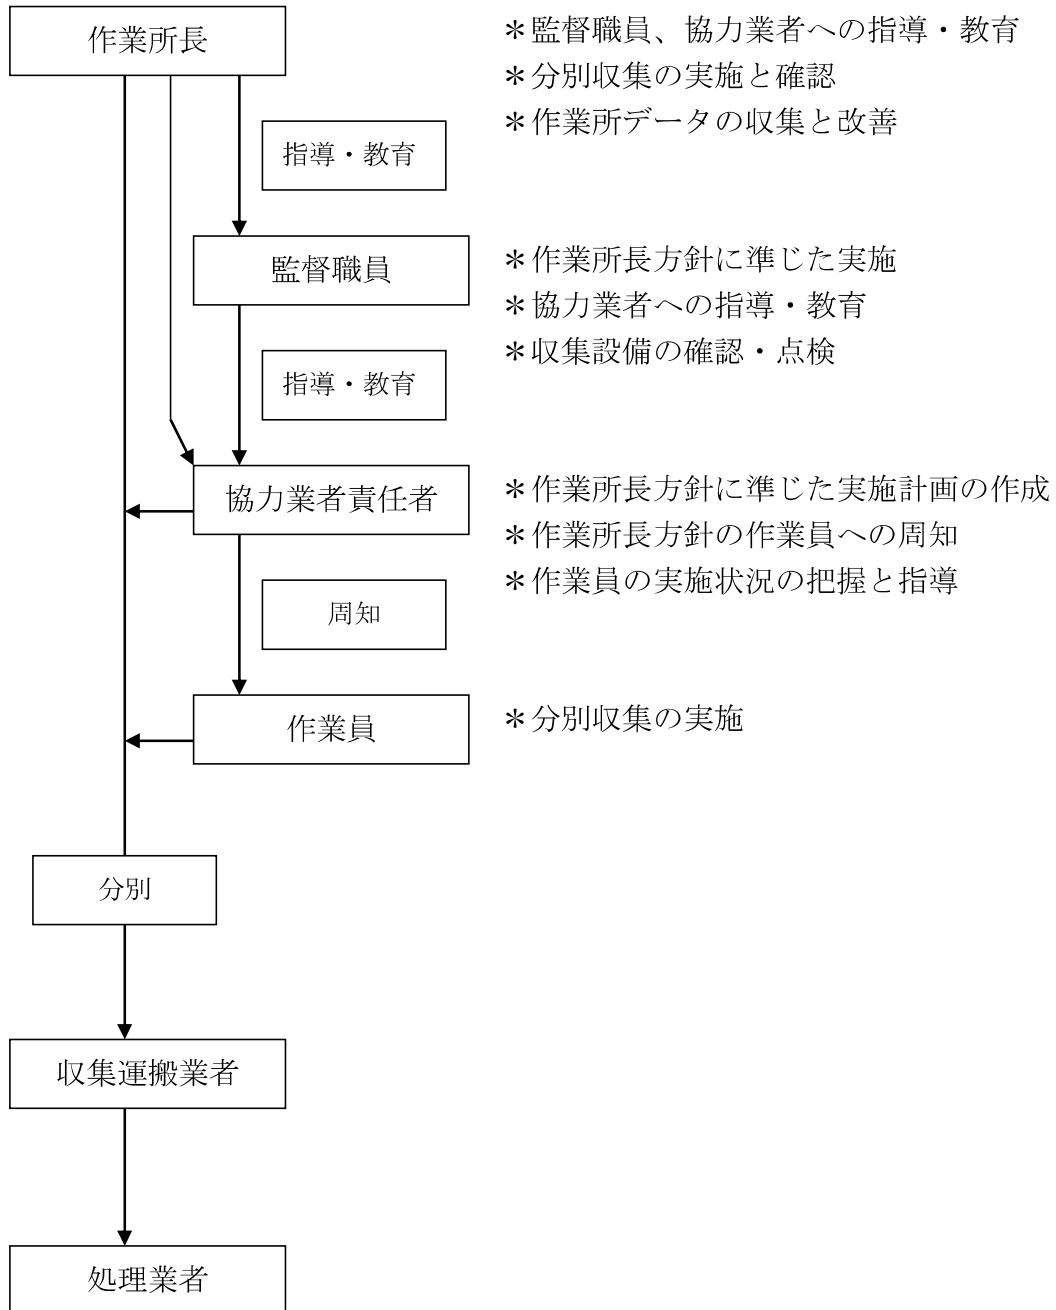 作業所長
＊監督職員、協力業者への指導・教育
＊分別収集の実施と確認
＊作業所データの収集と改善
指導・教育
監督職員
＊作業所長方針に準じた実施
＊協力業者への指導・教育
＊収集設備の確認・点検
指導・教育
協力業者責任者
＊作業所長方針に準じた実施計画の作成
＊作業所長方針の作業員への周知
＊作業員の実施状況の把握と指導
周知
作業員
＊分別収集の実施
分別
収集運搬業者
処理業者